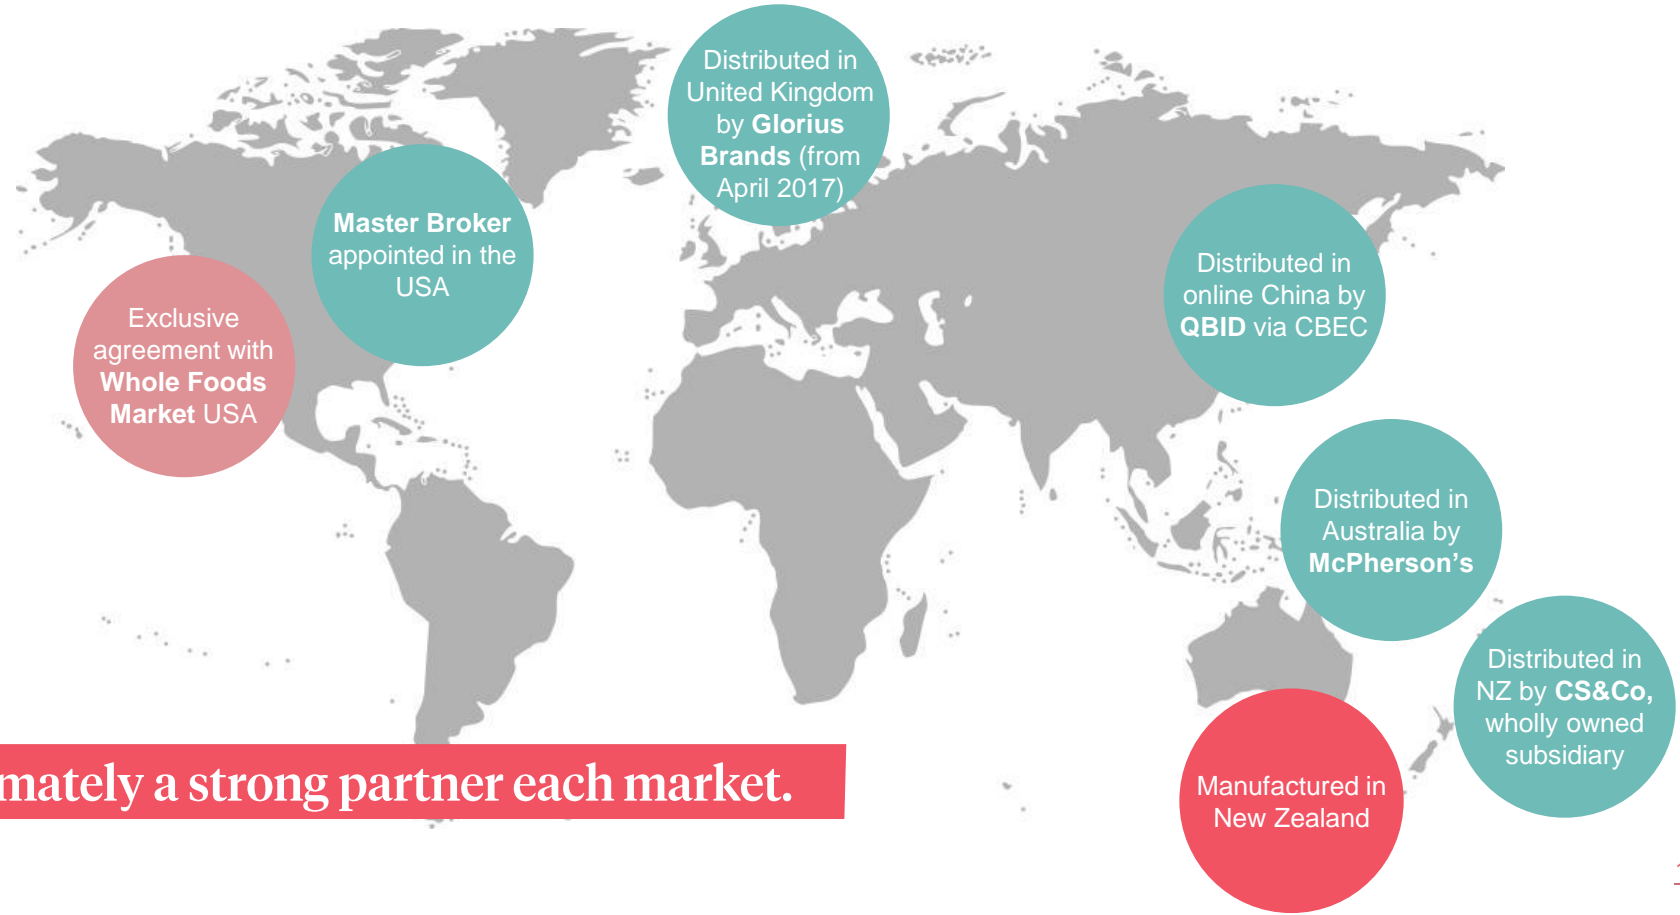 Distributed in
United Kingdom
by Glorius
Brands (from
April 2017)
Master Broker
appointed in the
USA
Exclusive
agreement with
Whole Foods
Market USA
Distributed in
online China by
QBID via CBEC
Distributed in
Australia by
McPherson’s
Distributed in
NZ by CS&Co,
wholly owned
subsidiary
Manufactured in
New Zealand
a strong partner each market.